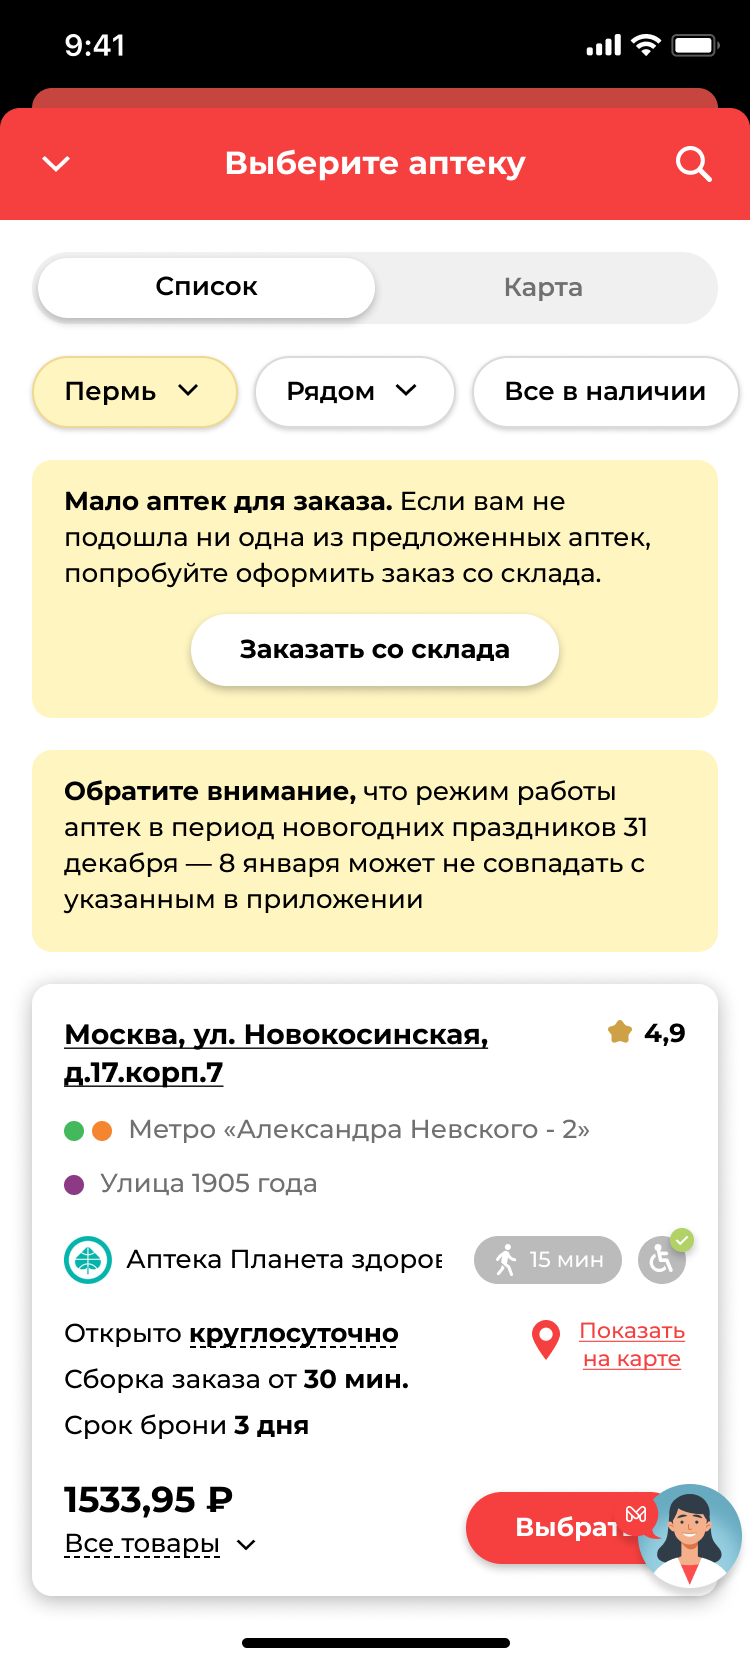 9:41
Выберите аптеку
Список
Карта
Пермь
Рядом
Все в наличии
Мало аптек для заказа. Если вам не
подошла ни одна из предложенных аптек,
попробуйте оформить заказ со склада.
Заказать со склада
Обратите внимание, что режим работы
аптек в период новогодних праздников 31
декабря — 8 января может не совпадать с
указанным в приложении
Москва, ул. Новокосинская,
д.17.корп.7
4,9
Метро «Александра Невского - 2»
Улица 1905 года
Аптека Планета здоров
15 мин
Открыто круглосуточно
Показать
на карте
Сборка заказа от 30 мин.
Срок брони 3 дня
1533,95 ₽
Все товары
Выбрат